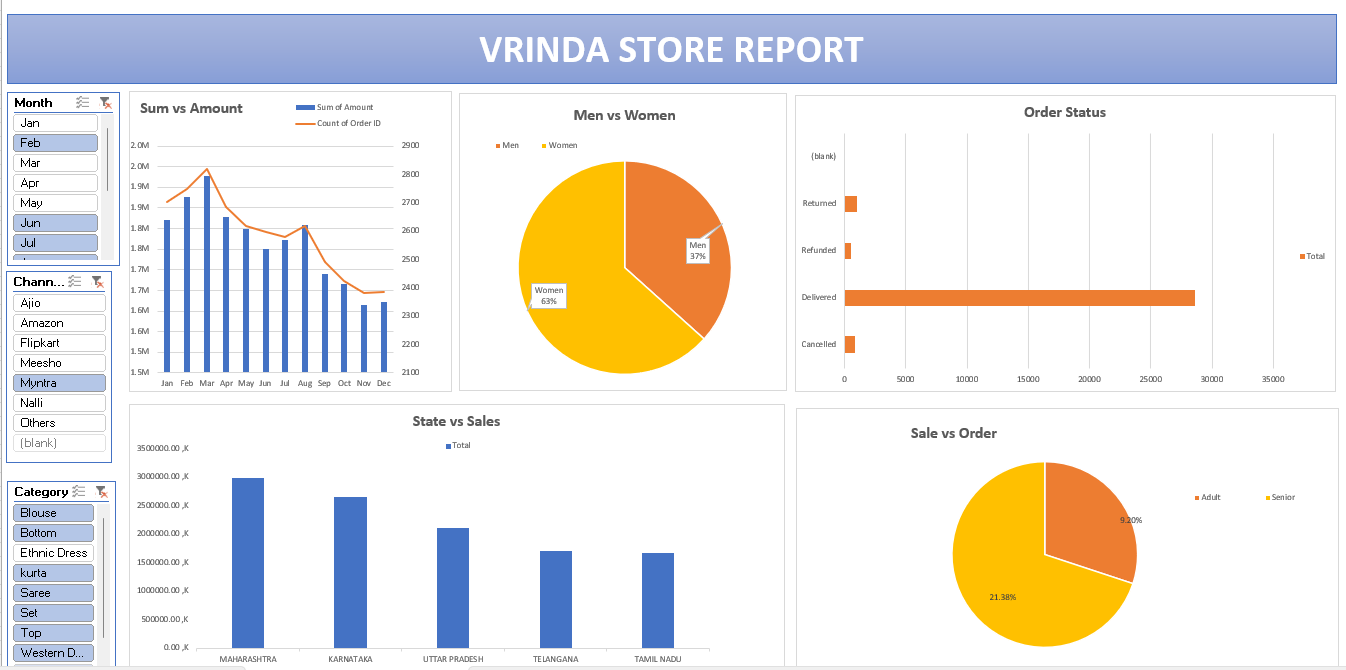 VRINDA STORE REPORT
Month
Jan
Feb
Mar
Apr
May
Jun
Jul
Chann...
Ajio
Amazon
Flipkart
Meesho
Myntra
Nalli
Others
(blank)
Category
Blouse
Bottom
Ethnic Dress
kurta
Saree
Set
Top
Western D...
Sum vs Amount
Sum of Amount
Count of Order ID
2.0M
2.0M
1.9M
1.9M
1.8M
1.8M
1.7M
1.7M
1.6M
1.6M
1.5M
1.5M
2900
2800
2700
2600
2500
2400
2300
2200
2100
Jan Feb Mar Apr May Jun Jul Aug Sep Oct Nov Dec
Men vs Women
Men Women
Men
37%
Women
63%
Order Status
(blank)
Returned
Refunded
Delivered
Cancelled
0 5000 10000 15000 20000 25000 30000 35000
Total
State vs Sales
Total
3500000.00 ,K
3000000.00 ,K
2500000.00 ,K
2000000.00 ,K
1500000.00 ,K
1000000.00 ,K
500000.00 ,K
0.00 ,K
MAHARASHTRA KARNATAKA UTTAR PRADESH TELANGANA TAMIL NADU
Sale vs Order
Adult Senior
9.20%
21.38%